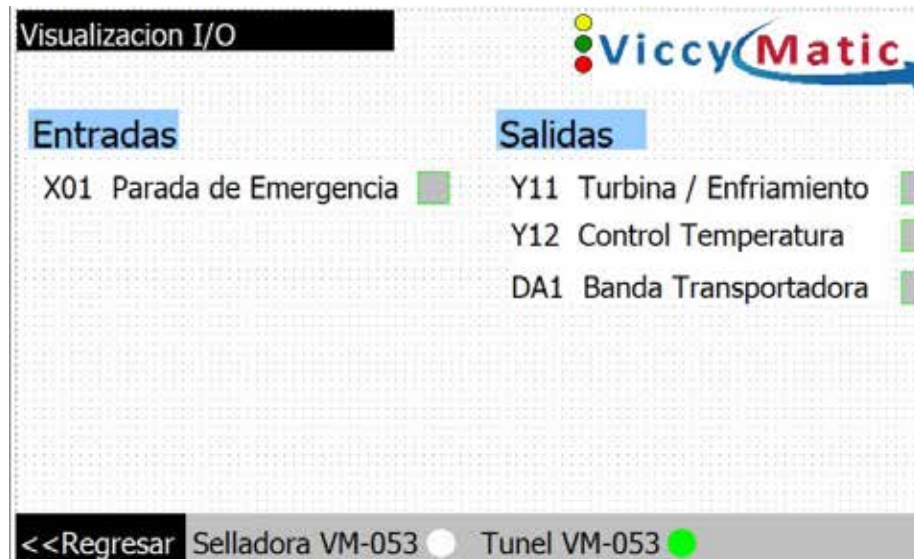 Visualizacion I/O
ViccyMatic
Entradas
X01 Parada de Emergencia
Salidas
Y11 Turbina / Enfriamiento
Y12 Control Temperatura
DA1 Banda Transportadora
<<Regresar Selladora VM-053 Tunel VM-053